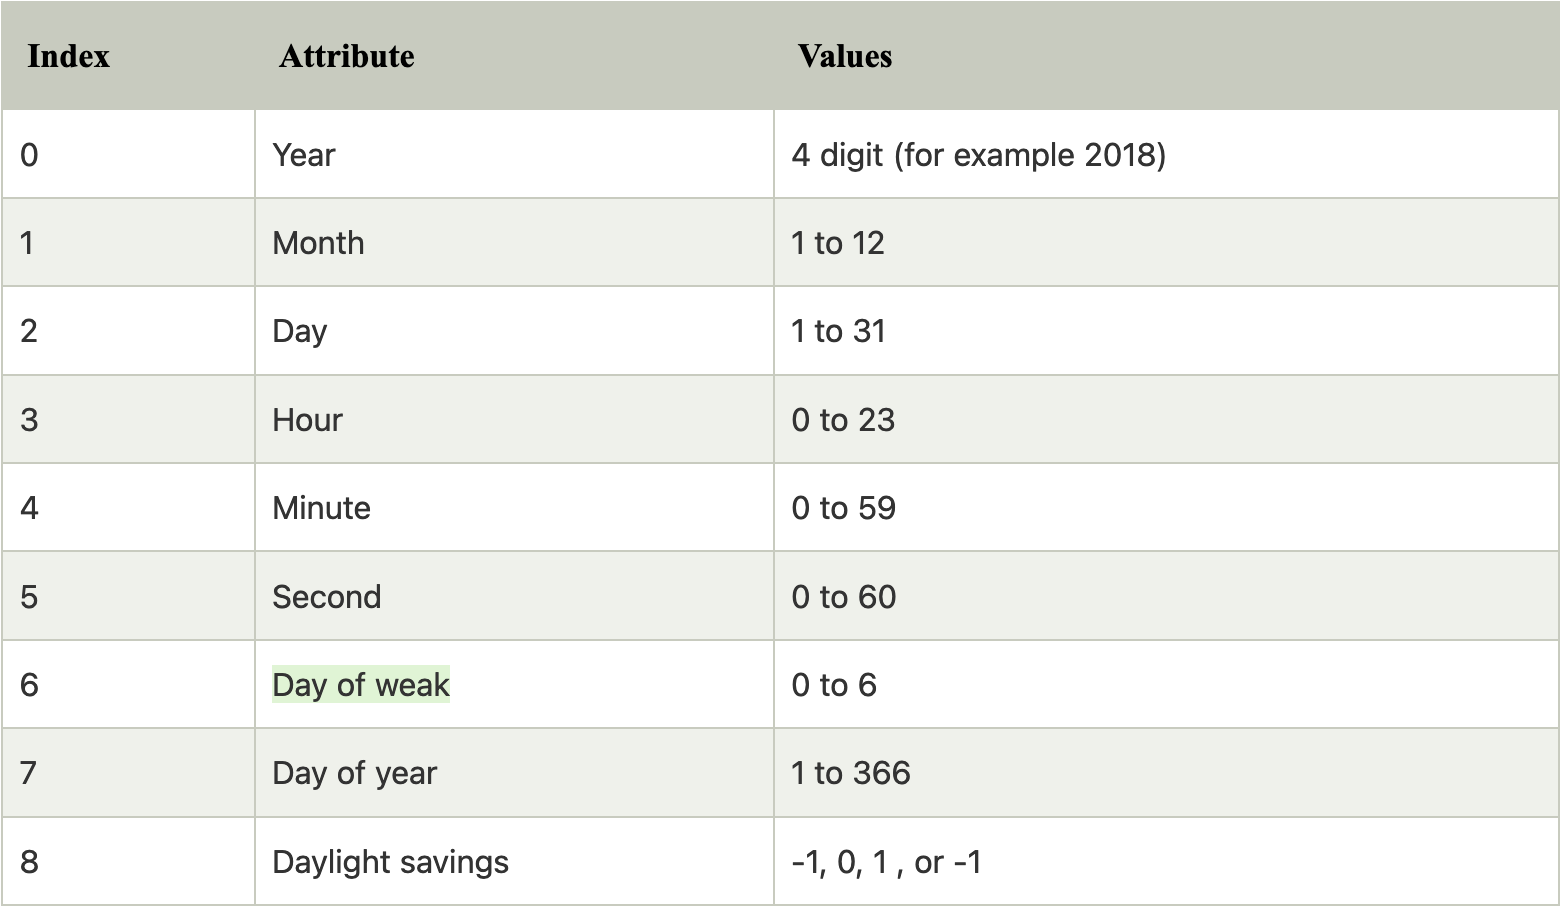 Index Attribute Values
0 Year 4 digit (for example 2018)
1 Month 1 to 12
2 Day 1 to 31
3 Hour 0 to 23
4 Minute 0 to 59
5 Second 0 to 60
6 Day of weak 0 to 6
7 Day of year 1 to 366
8 Daylight savings -1, 0, 1 , or -1